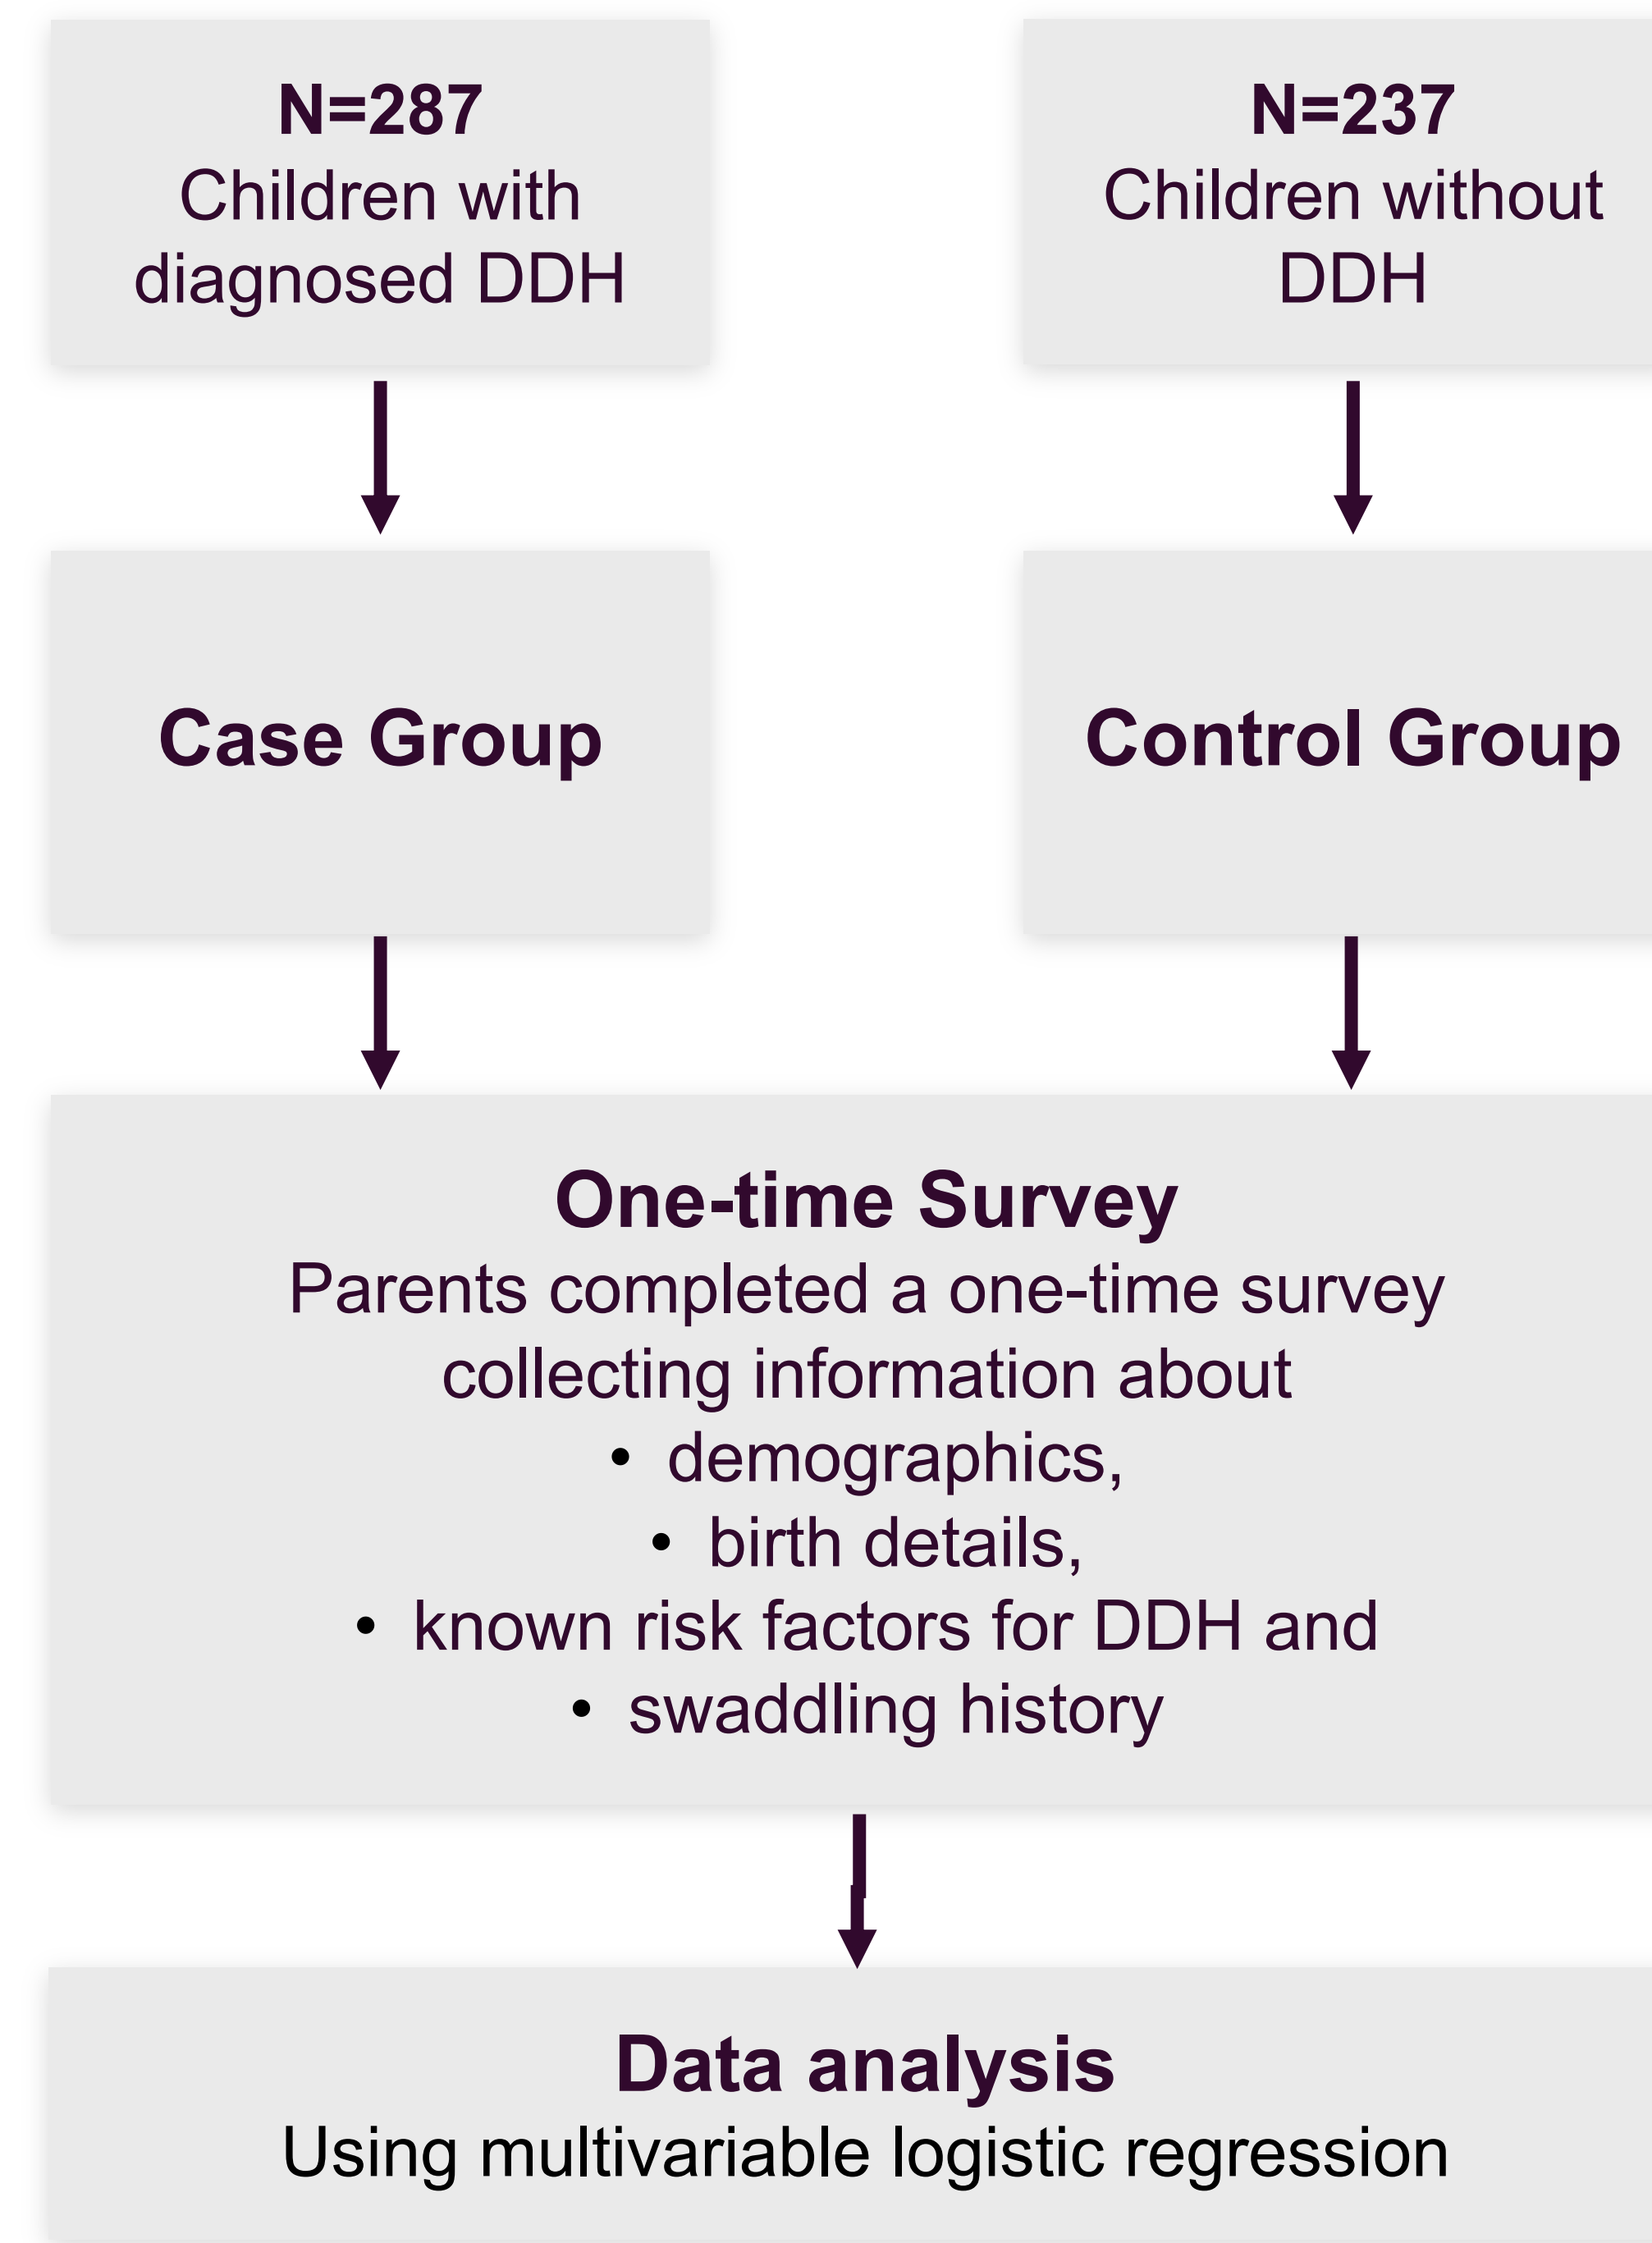 N=287
Children with
diagnosed DDH
N=237
Children without
DDH
Case Group
Control Group
One-time Survey
Parents completed a one-time survey
collecting information about
• demographics,
• birth details,
• known risk factors for DDH and
• swaddling history
Data analysis
Using multivariable logistic regression